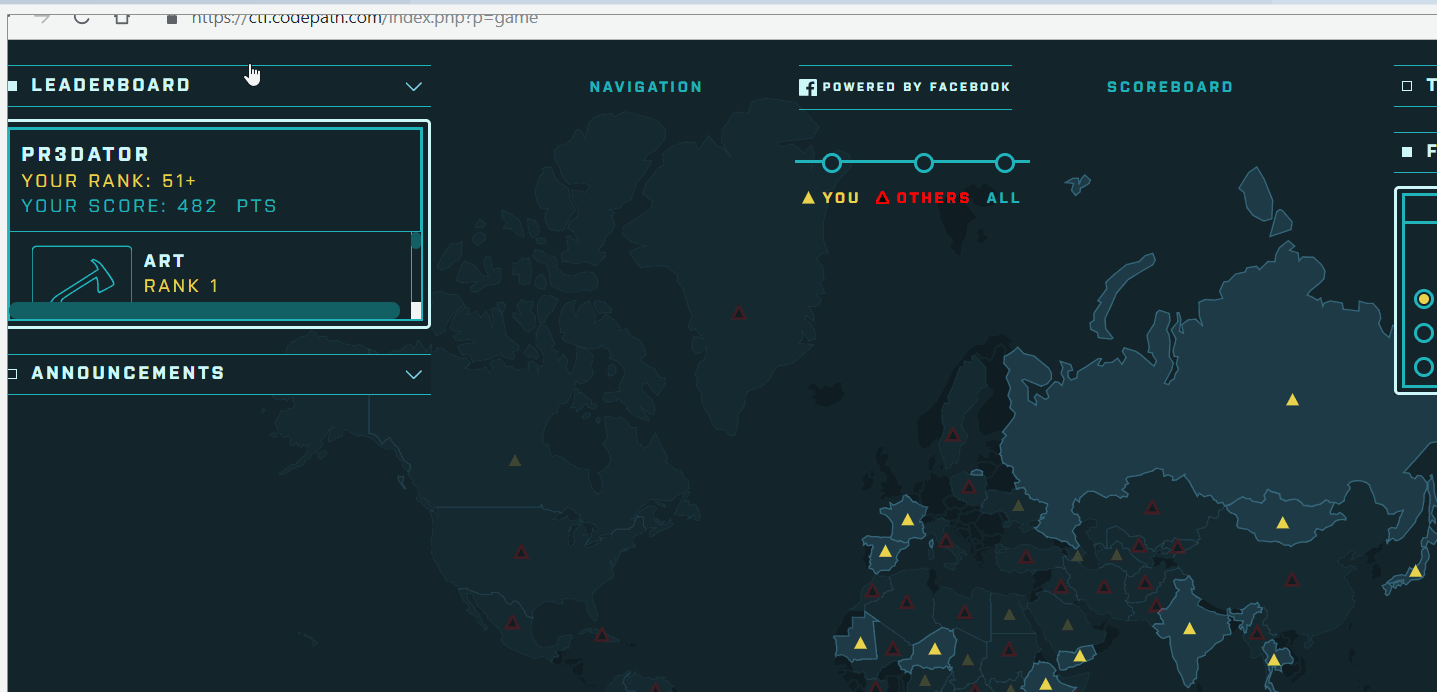 https://ctf.codepath.com/index.php?p=game
LEADERBOARD
NAVIGATION
POWERED BY FACEBOOK
SCOREBOARD
PR3DATOR
YOUR RANK: 51+
YOUR SCORE: 482 PTS
YOU
OTHERS
ALL
ART
RANK 1
ANNOUNCEMENTS